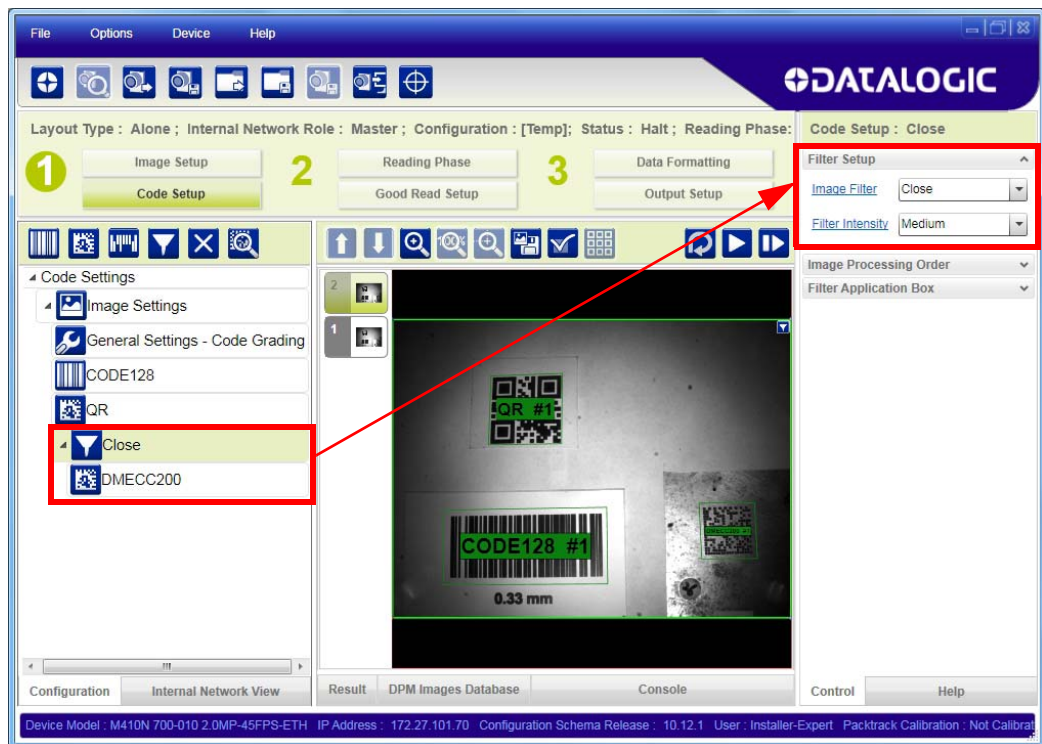 File Options Device Help
DATALOGIC
Layout Type : Alone ; Internal Network Role : Master ; Configuration : [Temp]; Status : Halt ; Reading Phase:
Code Setup : Close
1
Image Setup
Code Setup
2
Reading Phase
Good Read Setup
3
Data Formatting
Output Setup
Filter Setup
Image Filter Close
Filter Intensity Medium
Image Processing Order
Filter Application Box
100%
Code Settings
Image Settings
General Settings - Code Grading
CODE128
QR
Close
DMECC200
2
1
QR #1
CODE128 #1
DMECC200 #1
0.33 mm
Configuration Internal Network View
Result DPM Images Database Console
Control Help
Device Model : M410N 700-010 2.0MP-45FPS-ETH IP Address : 172.27.101.70 Configuration Schema Release : 10.12.1 User : Installer-Expert Packtrack Calibration : Not Calibrat